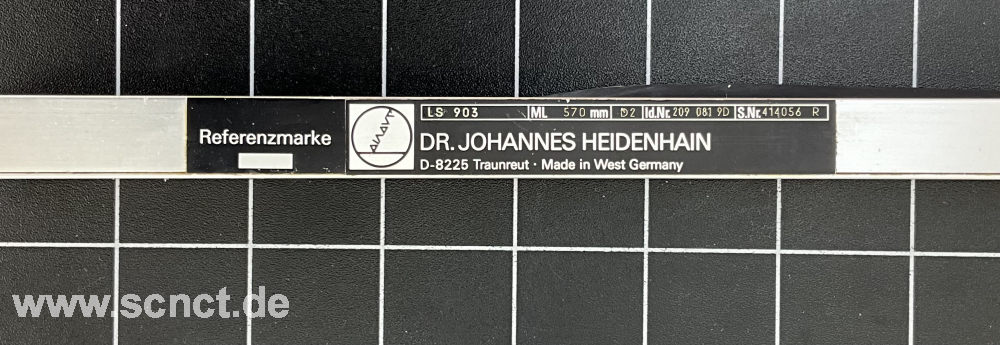 Referenzmarke
LS 903 ML 570 mm D2 Id.Nr. 209 081 9D S.Nr. 414056 R
DR. JOHANNES HEIDENHAIN
D-8225 Traunreut · Made in West Germany
www.scnct.de